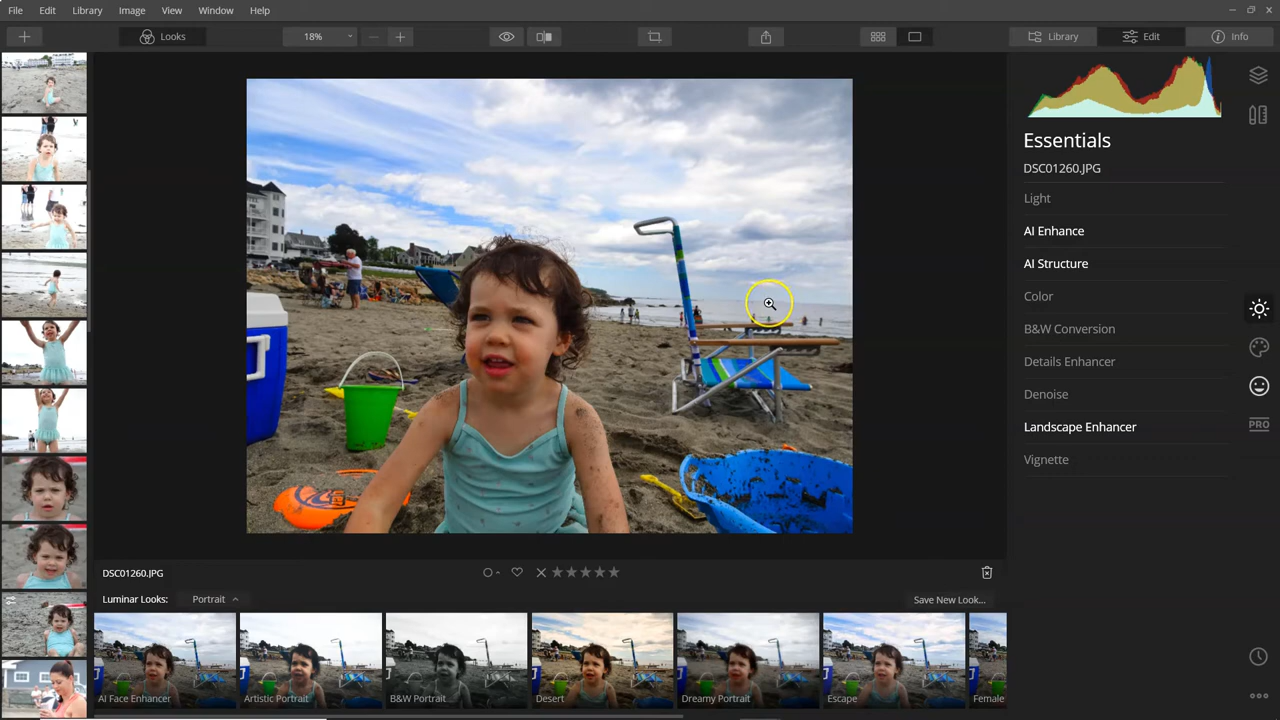 File Edit Library Image View Window Help
Looks 18% Library Edit Info
Essentials
DSC01260.JPG
Light
AI Enhance
AI Structure
Color
B&W Conversion
Details Enhancer
Denoise
Landscape Enhancer
Vignette
PRO
DSC01260.JPG
Luminar Looks: Portrait Save New Look...
AI Face Enhancer Artistic Portrait B&W Portrait Desert Dreamy Portrait Escape Female